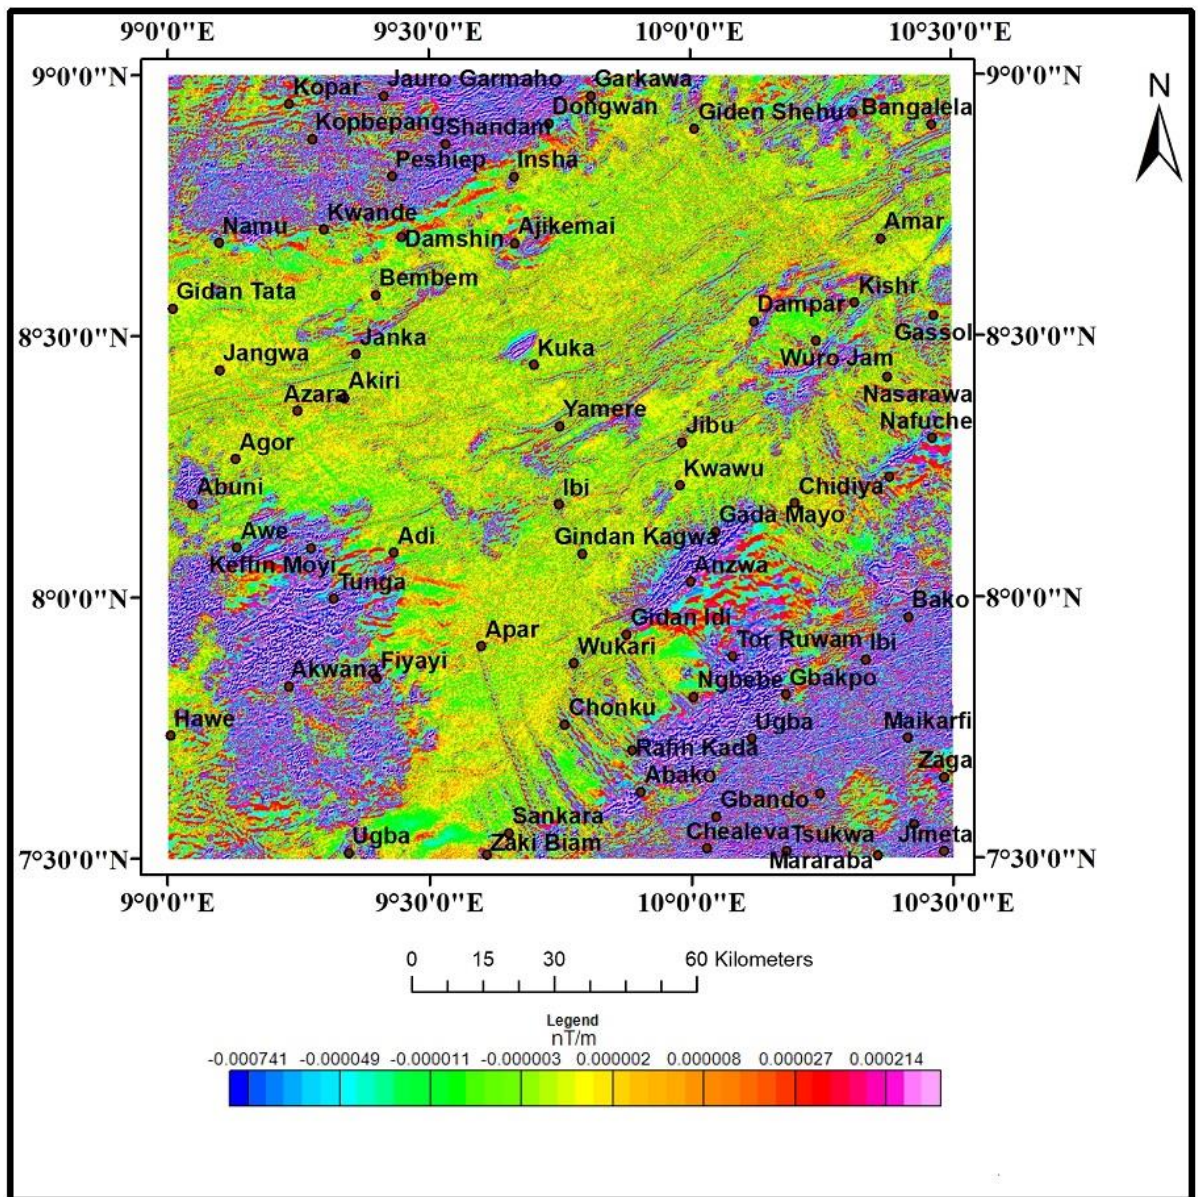 9°0'0"E 9°30'0"E 10°0'0"E 10°30'0"E
9°0'0"N 9°0'0"N
N
Jauro Garmaho Garkawa
Kopar
Dongwan
Giden Shehu Bangalela
Kopbepang Shandam
Peshiep Insha
Namu Kwande
Amar
Damshin Ajikemai
Bembem
Gidan Tata
Kishr
Dampar
8°30'0"N Gassol 8°30'0"N
Janka
Jangwa Kuka
Wuro Jam
Akiri
Azara Nasarawa
Yamere
Nafuche
Jibu
Agor
Kwawu
Abuni Ibi Chidiya
Gada Mayo
Awe Adi Gindan Kagwa
Keffin Moyi Anzwa
Tunga
8°0'0"N Bako 8°0'0"N
Gidan Idi
Apar
Wukari Tor Ruwam Ibi
Akwana Fiyayi
Ngbebe Gbakpo
Chonku
Hawe Ugba Maikarfi
Rafin Kada
Zaga
Abako
Gbando
Sankara
Ugba Zaki Biam Chealeva Tsukwa Jimeta
7°30'0"N Mararaba 7°30'0"N
9°0'0"E 9°30'0"E 10°0'0"E 10°30'0"E
0 15 30 60 Kilometers
Legend
nT/m
-0.000741 -0.000049 -0.000011 -0.000003 0.000002 0.000008 0.000027 0.000214